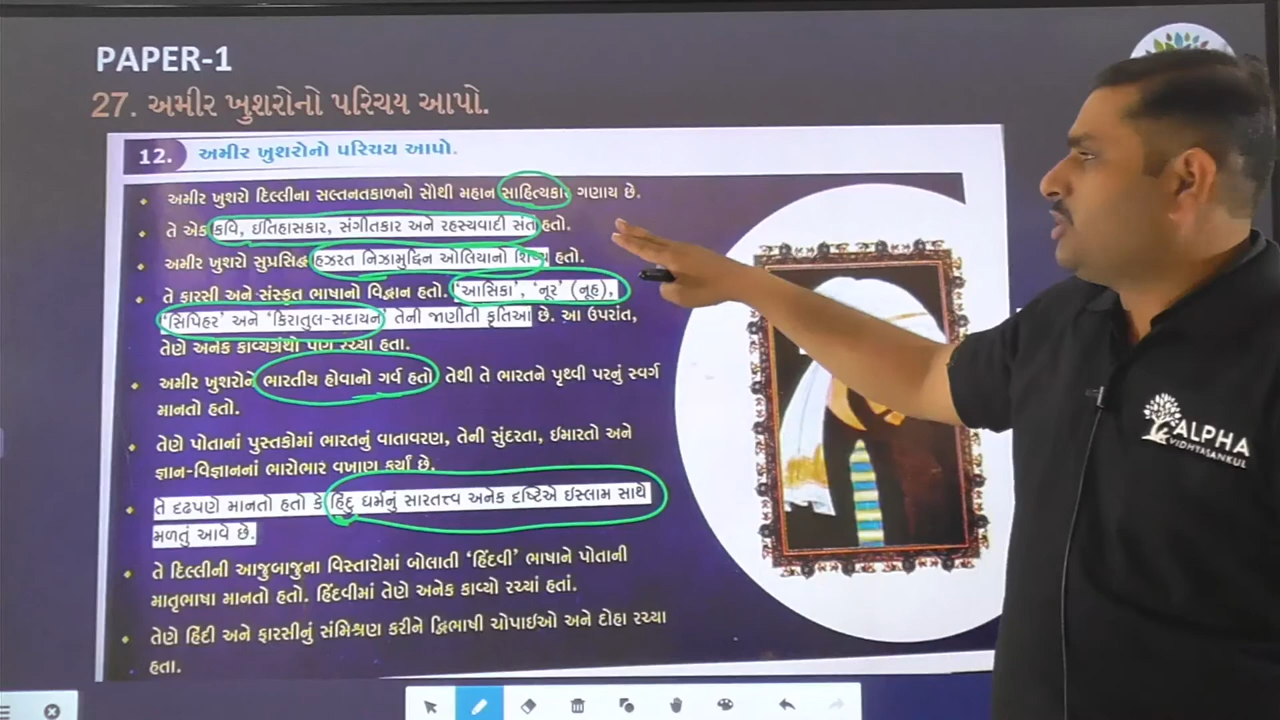 PAPER-1
27. અમીર ખુશરોનો પરિચય આપો.
12. અમીર ખુશરોનો પરિચય આપો.
અમીર ખુશરો દિલ્લીના સલ્તનતકાળનો સૌથી મહાન સાહિત્યકાર ગણાય છે.
તે એક કવિ, ઈતિહાસકાર, સંગીતકાર અને રહસ્યવાદી સંત હતો.
અમીર ખુશરો સુપ્રસિદ્ધ હઝરત નિઝામુદ્દિન ઓલિયાનો શિષ્ય હતો.
તે ફારસી અને સંસ્કૃત ભાષાનો વિદ્વાન હતો. 'આસિકા', 'નૂર' (નૂહ),
'સિપિહર' અને 'કિરાતુલ-સદાયન' તેની જાણીતી કૃતિઆ છે. આ ઉપરાંત,
તેણે અનેક કાવ્યગ્રંથો પણ રચ્યા હતા.
અમીર ખુશરોને ભારતીય હોવાનો ગર્વ હતો તેથી તે ભારતને પૃથ્વી પરનું સ્વર્ગ
માનતો હતો.
તેણે પોતાનાં પુસ્તકોમાં ભારતનું વાતાવરણ, તેની સુંદરતા, ઈમારતો અને
જ્ઞાન-વિજ્ઞાનનાં ભારોભાર વખાણ કર્યાં છે.
તે દઢપણે માનતો હતો કે હિંદુ ધર્મનું સારતત્ત્વ અનેક દષ્ટિએ ઈસ્લામ સાથે
મળતું આવે છે.
તે દિલ્લીની આજુબાજુના વિસ્તારોમાં બોલાતી 'હિંદવી' ભાષાને પોતાની
માતૃભાષા માનતો હતો. હિંદવીમાં તેણે અનેક કાવ્યો રચ્યાં હતાં.
તેણે હિંદી અને ફારસીનું સંમિશ્રણ કરીને દ્વિભાષી ચોપાઈઓ અને દોહા રચ્યા
હતા.
ALPHA
VIDHYASANKUL